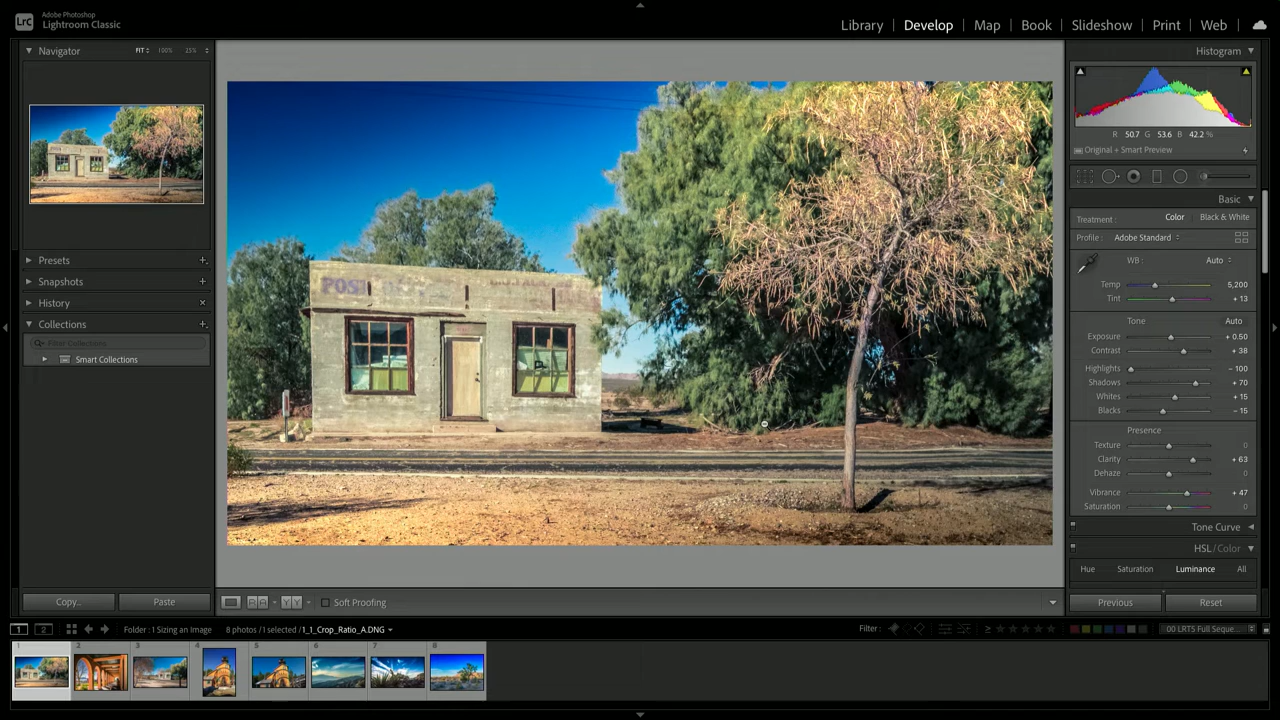 Adobe Photoshop
Lightroom Classic
Lrc
Library | Develop | Map | Book | Slideshow | Print | Web
Navigator
FIT 100% 25%
Presets
Snapshots
History
Collections
Filter Collections
Smart Collections
Copy... Paste
POST
Histogram
R 50.7 G 53.6 B 42.2 %
Original + Smart Preview
Basic
Treatment : Color Black & White
Profile : Adobe Standard
WB : Auto
Temp 5,200
Tint + 13
Tone Auto
Exposure + 0.50
Contrast + 38
Highlights − 100
Shadows + 70
Whites + 15
Blacks − 15
Presence
Texture 0
Clarity + 63
Dehaze 0
Vibrance + 47
Saturation 0
Tone Curve
HSL / Color
Hue Saturation Luminance All
Previous Reset
Soft Proofing
1 2 Folder : 1 Sizing an Image 8 photos / 1 selected / 1_1_Crop_Ratio_A.DNG
Filter : 00 LRT5 Full Seque...
1 2 3 4 5 6 7 8